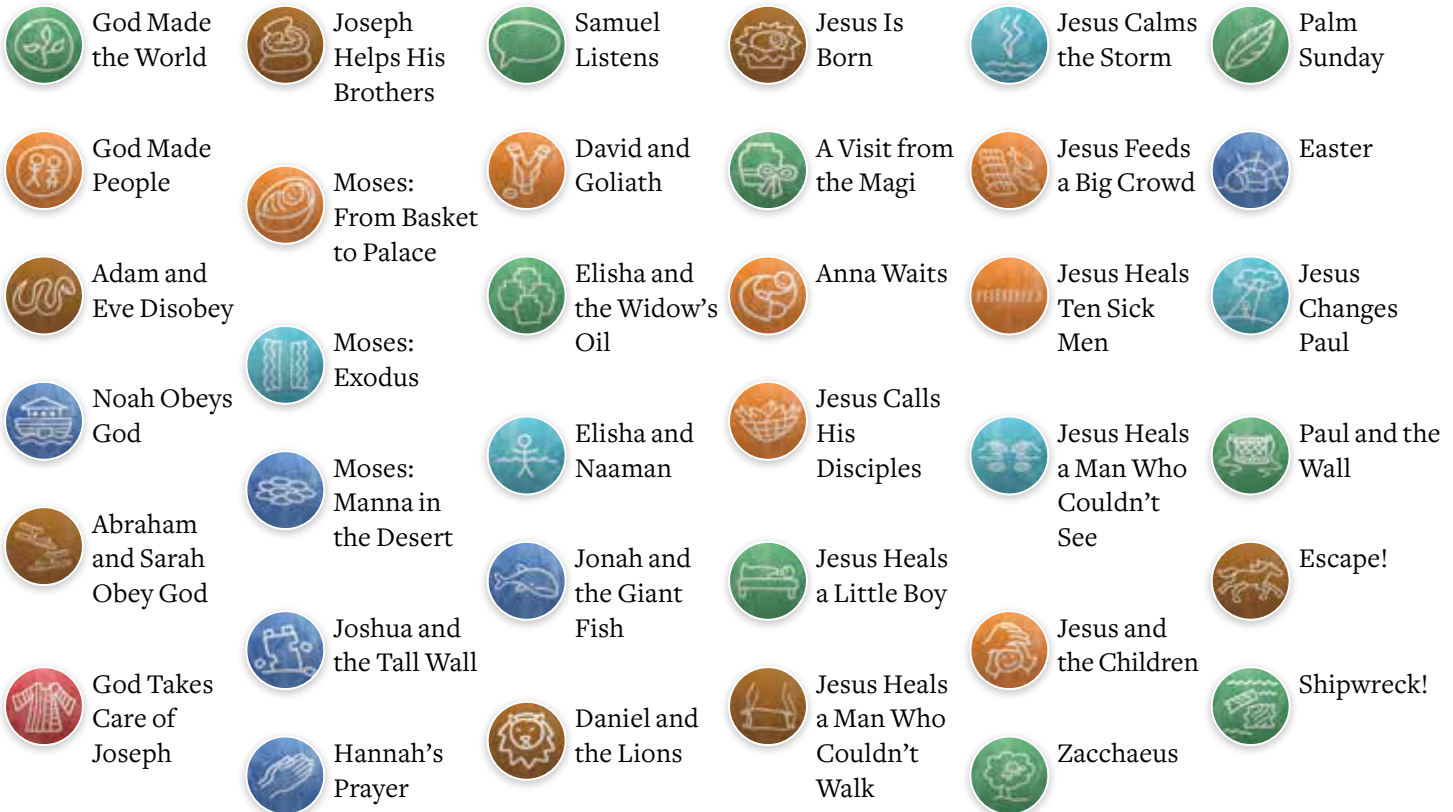 God Made
the World
God Made
People
Adam and
Eve Disobey
Noah Obeys
God
Abraham
and Sarah
Obey God
God Takes
Care of
Joseph
Joseph
Helps His
Brothers
Moses:
From Basket
to Palace
Moses:
Exodus
Moses:
Manna in
the Desert
Joshua and
the Tall Wall
Hannah’s
Prayer
Samuel
Listens
David and
Goliath
Elisha and
the Widow’s
Oil
Elisha and
Naaman
Jonah and
the Giant
Fish
Daniel and
the Lions
Jesus Is
Born
A Visit from
the Magi
Anna Waits
Jesus Calls
His
Disciples
Jesus Heals
a Little Boy
Jesus Heals
a Man Who
Couldn’t
Walk
Jesus Calms
the Storm
Jesus Feeds
a Big Crowd
Jesus Heals
Ten Sick
Men
Jesus Heals
a Man Who
Couldn’t
See
Jesus and
the Children
Zacchaeus
Palm
Sunday
Easter
Jesus
Changes
Paul
Paul and the
Wall
Escape!
Shipwreck!